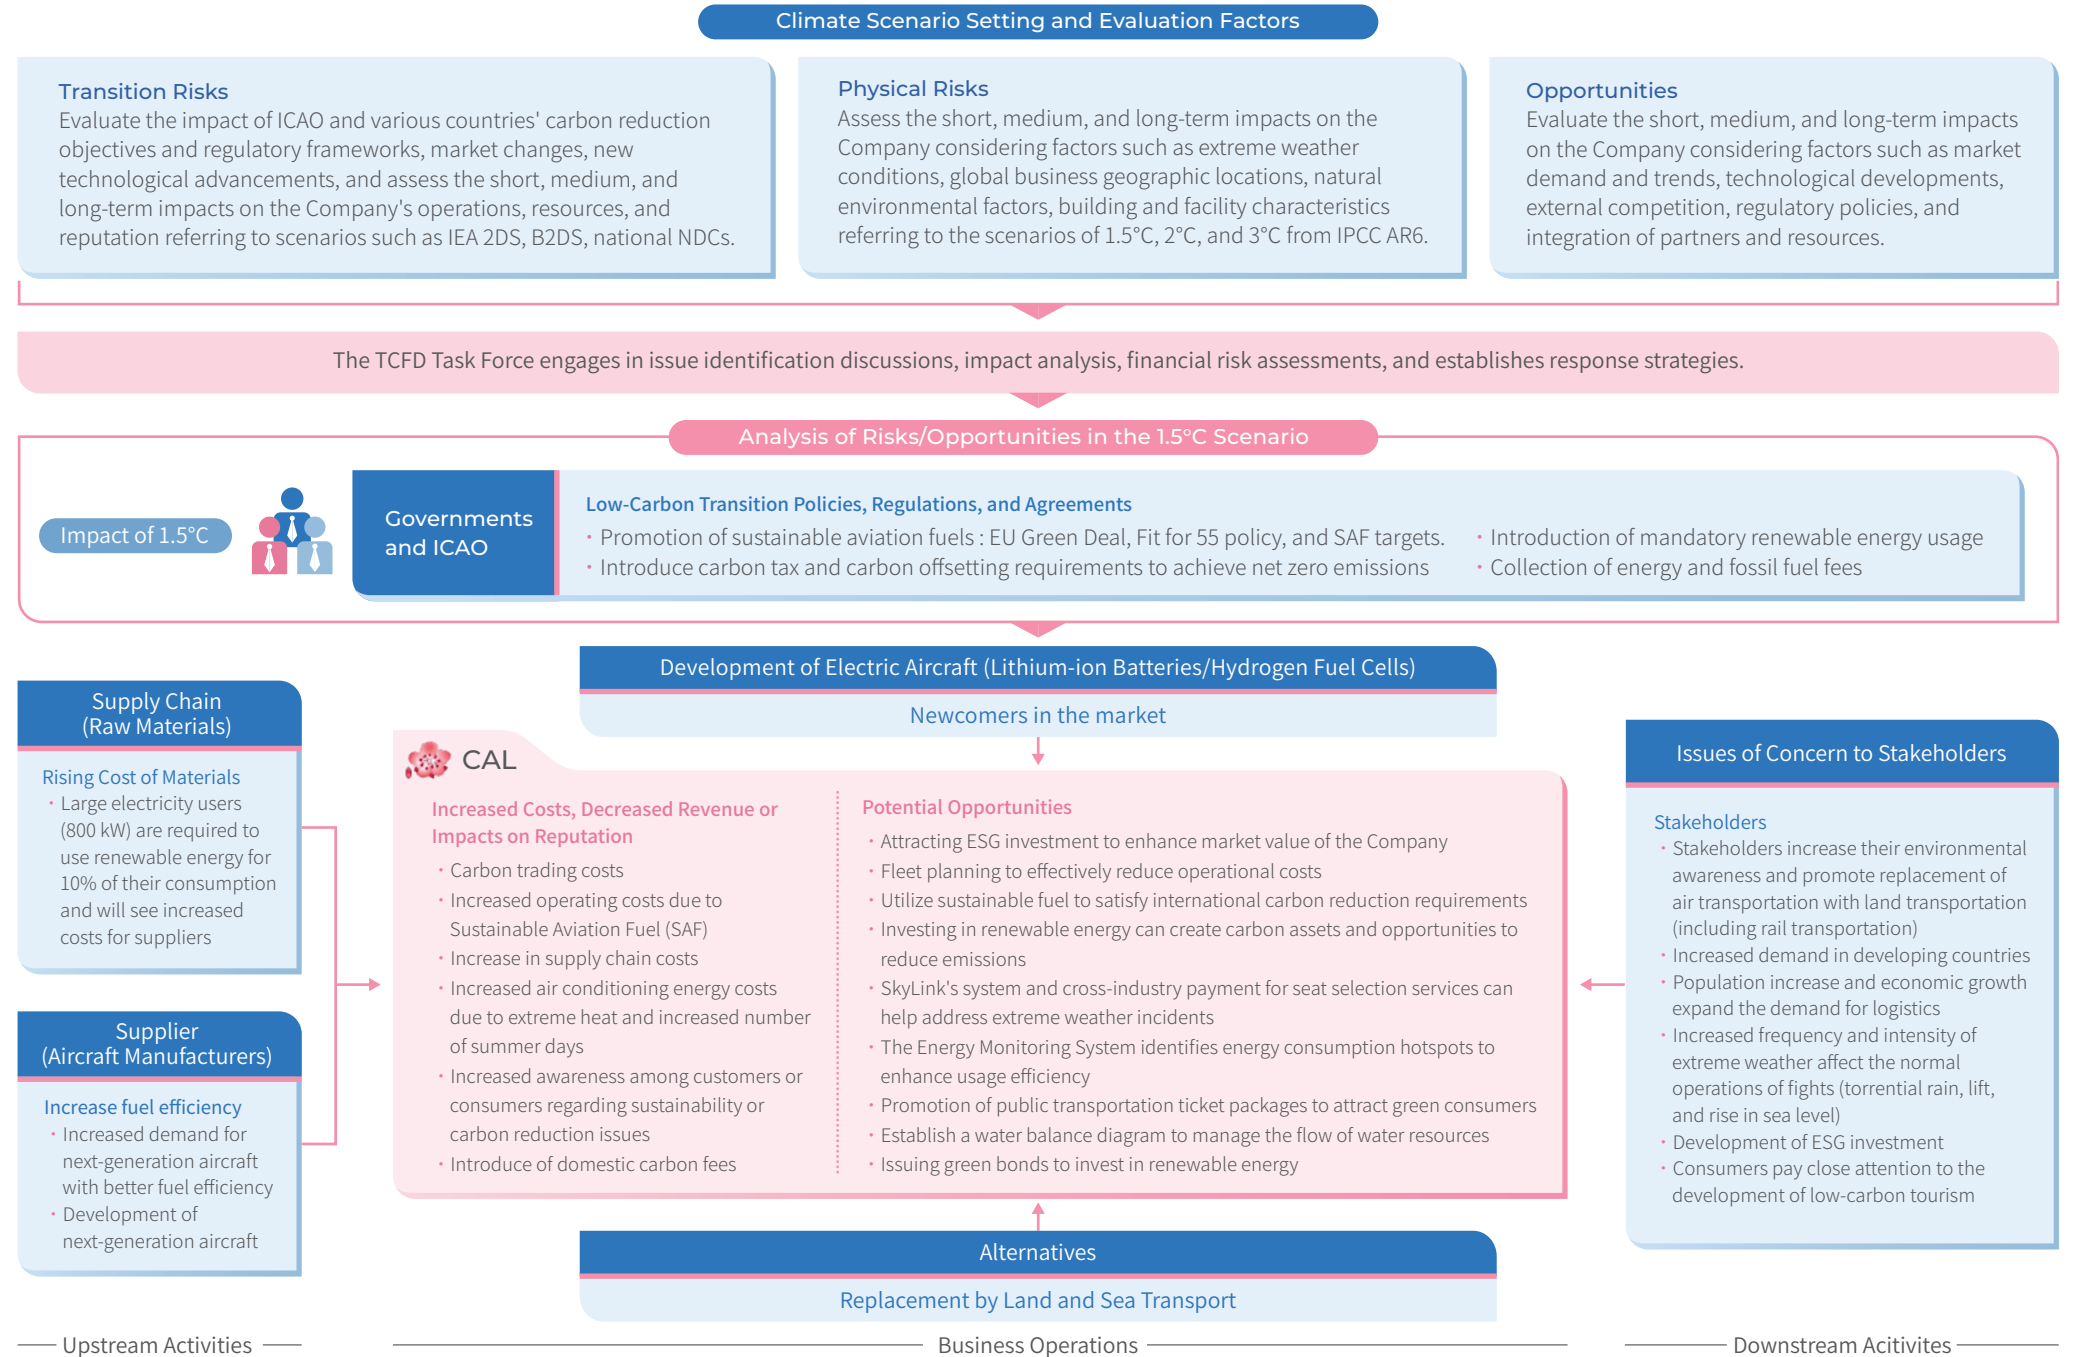 Climate Scenario Setting and Evaluation Factors
Transition Risks
Evaluate the impact of ICAO and various countries' carbon reduction
objectives and regulatory frameworks, market changes, new
technological advancements, and assess the short, medium, and
long-term impacts on the Company's operations, resources, and
reputation referring to scenarios such as IEA 2DS, B2DS, national NDCs.
Physical Risks
Assess the short, medium, and long-term impacts on the
Company considering factors such as extreme weather
conditions, global business geographic locations, natural
environmental factors, building and facility characteristics
referring to the scenarios of 1.5°C, 2°C, and 3°C from IPCC AR6.
Opportunities
Evaluate the short, medium, and long-term impacts
on the Company considering factors such as market
demand and trends, technological developments,
external competition, regulatory policies, and
integration of partners and resources.
The TCFD Task Force engages in issue identification discussions, impact analysis, financial risk assessments, and establishes response strategies.
Analysis of Risks/Opportunities in the 1.5°C Scenario
Impact of 1.5°C
Governments
and ICAO
Low-Carbon Transition Policies, Regulations, and Agreements
· Promotion of sustainable aviation fuels : EU Green Deal, Fit for 55 policy, and SAF targets.
· Introduce carbon tax and carbon offsetting requirements to achieve net zero emissions
· Introduction of mandatory renewable energy usage
· Collection of energy and fossil fuel fees
Supply Chain
(Raw Materials)
Rising Cost of Materials
· Large electricity users
(800 kW) are required to
use renewable energy for
10% of their consumption
and will see increased
costs for suppliers
Supplier
(Aircraft Manufacturers)
Increase fuel efficiency
· Increased demand for
next-generation aircraft
with better fuel efficiency
· Development of
next-generation aircraft
Development of Electric Aircraft (Lithium-ion Batteries/Hydrogen Fuel Cells)
Newcomers in the market
CAL
Increased Costs, Decreased Revenue or
Impacts on Reputation
· Carbon trading costs
· Increased operating costs due to
Sustainable Aviation Fuel (SAF)
· Increase in supply chain costs
· Increased air conditioning energy costs
due to extreme heat and increased number
of summer days
· Increased awareness among customers or
consumers regarding sustainability or
carbon reduction issues
· Introduce of domestic carbon fees
Potential Opportunities
· Attracting ESG investment to enhance market value of the Company
· Fleet planning to effectively reduce operational costs
· Utilize sustainable fuel to satisfy international carbon reduction requirements
· Investing in renewable energy can create carbon assets and opportunities to
reduce emissions
· SkyLink's system and cross-industry payment for seat selection services can
help address extreme weather incidents
· The Energy Monitoring System identifies energy consumption hotspots to
enhance usage efficiency
· Promotion of public transportation ticket packages to attract green consumers
· Establish a water balance diagram to manage the flow of water resources
· Issuing green bonds to invest in renewable energy
Alternatives
Replacement by Land and Sea Transport
Issues of Concern to Stakeholders
Stakeholders
· Stakeholders increase their environmental
awareness and promote replacement of
air transportation with land transportation
(including rail transportation)
· Increased demand in developing countries
· Population increase and economic growth
expand the demand for logistics
· Increased frequency and intensity of
extreme weather affect the normal
operations of fights (torrential rain, lift,
and rise in sea level)
· Development of ESG investment
· Consumers pay close attention to the
development of low-carbon tourism
Upstream Activities
Business Operations
Downstream Acitivites